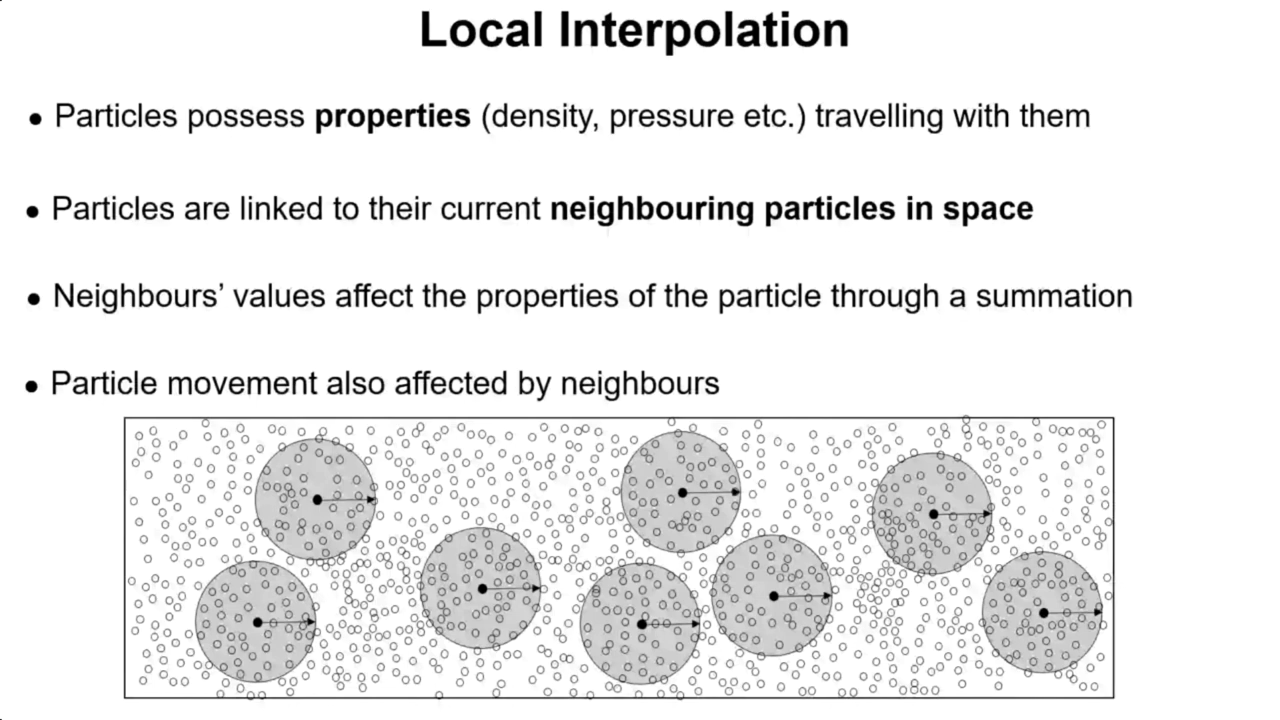 Local Interpolation
• Particles possess properties (density, pressure etc.) travelling with them
• Particles are linked to their current neighbouring particles in space
• Neighbours’ values affect the properties of the particle through a summation
• Particle movement also affected by neighbours